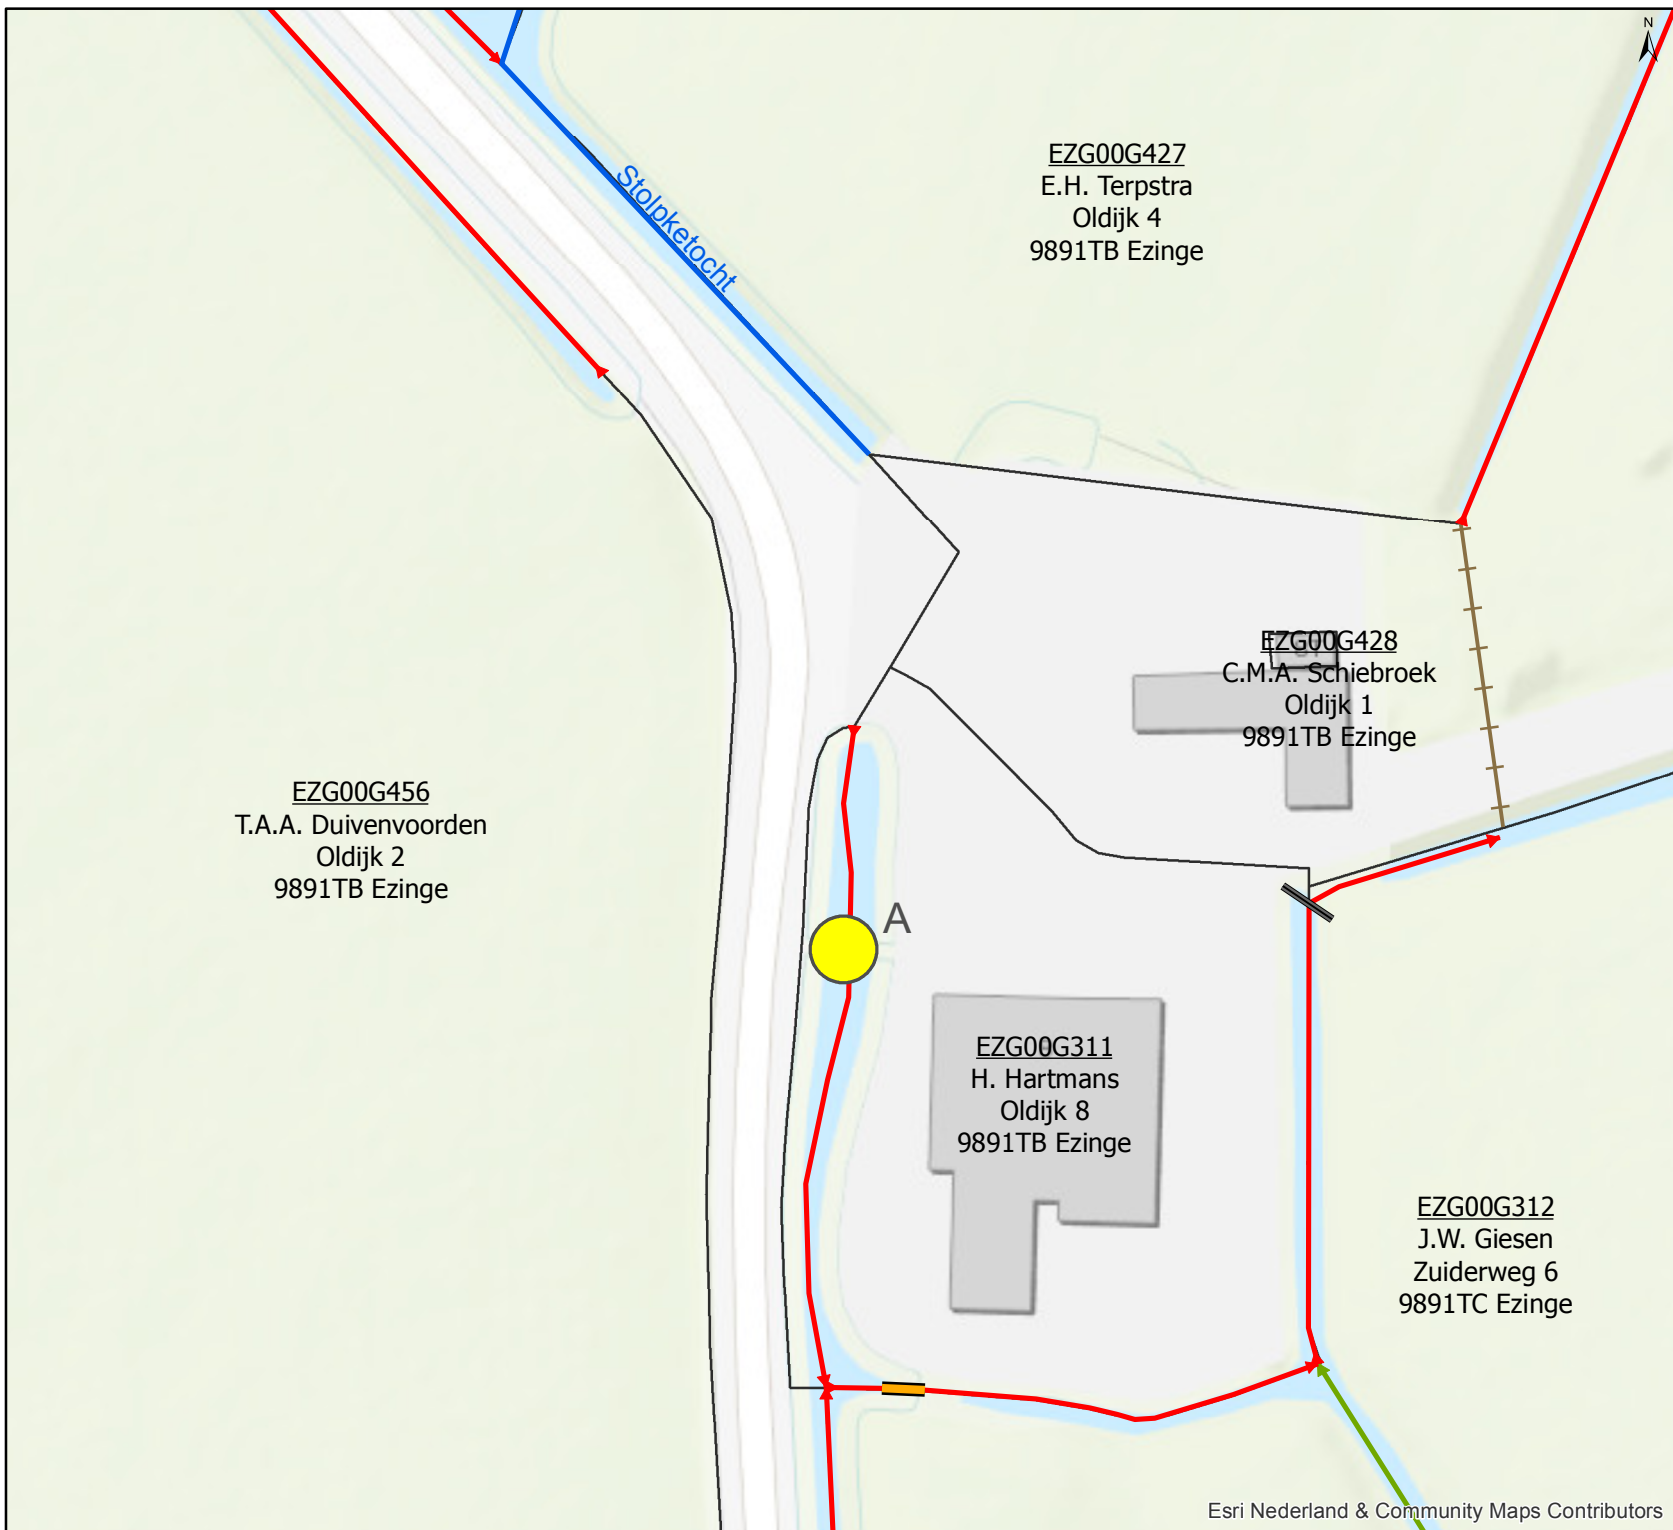 N
EZG00G427
E.H. Terpstra
Oldijk 4
9891TB Ezinge
Stolpketocht
EZG00G428
C.M.A. Schiebroek
Oldijk 1
9891TB Ezinge
EZG00G456
T.A.A. Duivenvoorden
Oldijk 2
9891TB Ezinge
A
EZG00G311
H. Hartmans
Oldijk 8
9891TB Ezinge
EZG00G312
J.W. Giesen
Zuiderweg 6
9891TC Ezinge
Esri Nederland & Community Maps Contributors